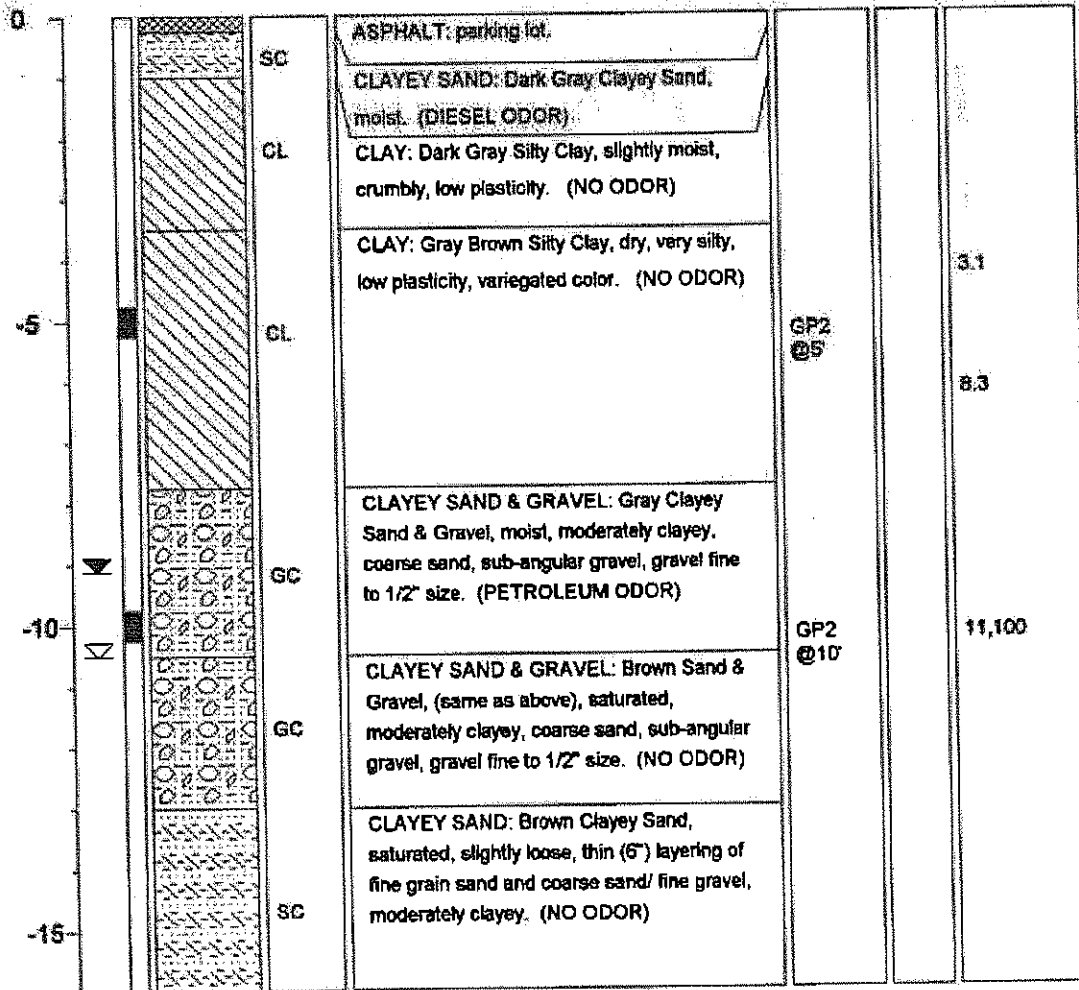 0
ASPHALT: parking lot.
SC
CLAYEY SAND: Dark Gray Clayey Sand,
moist. (DIESEL ODOR)
CL
CLAY: Dark Gray Silty Clay, slightly moist,
crumbly, low plasticity. (NO ODOR)
CLAY: Gray Brown Silty Clay, dry, very silty,
low plasticity, variegated color. (NO ODOR)
3.1
-5
CL
GP2
@5'
8.3
CLAYEY SAND & GRAVEL: Gray Clayey
Sand & Gravel, moist, moderately clayey,
coarse sand, sub-angular gravel, gravel fine
to 1/2" size. (PETROLEUM ODOR)
GC
-10
GP2
@10'
11,100
CLAYEY SAND & GRAVEL: Brown Sand &
Gravel, (same as above), saturated,
moderately clayey, coarse sand, sub-angular
gravel, gravel fine to 1/2" size. (NO ODOR)
GC
CLAYEY SAND: Brown Clayey Sand,
saturated, slightly loose, thin (6") layering of
fine grain sand and coarse sand/ fine gravel,
moderately clayey. (NO ODOR)
SC
-15